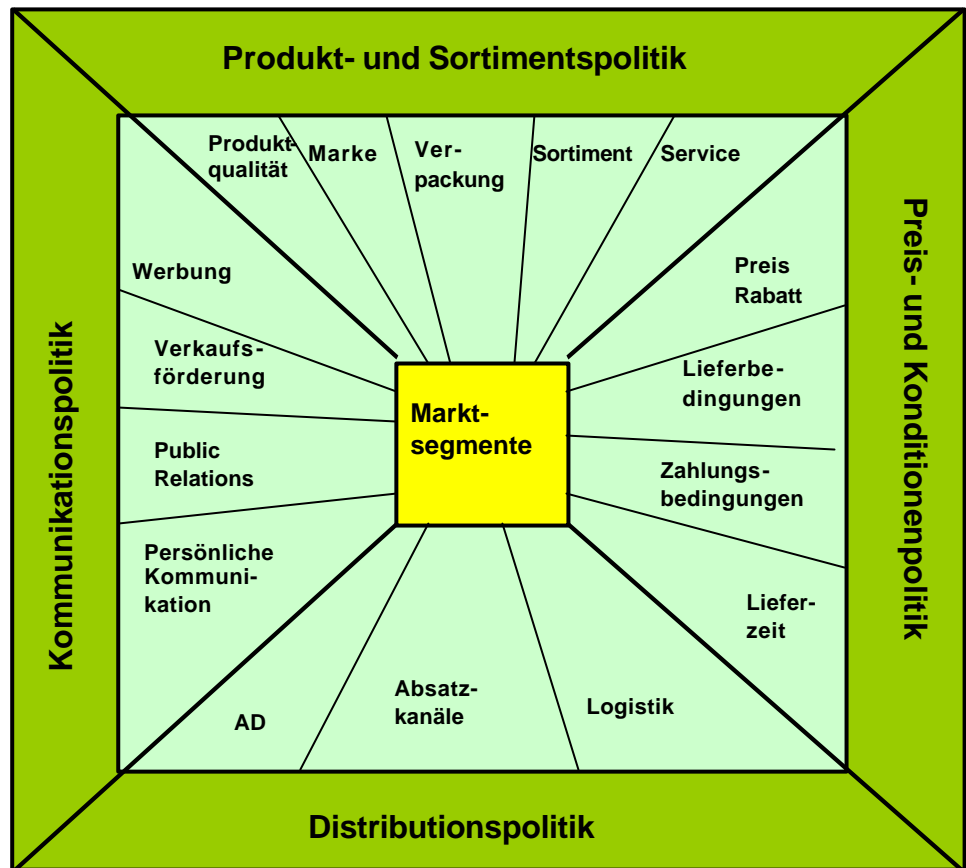 Produkt- und Sortimentspolitik
Produkt-
qualität
Marke
Ver-
packung
Sortiment
Service
Preis
Rabatt
Lieferbe-
dingungen
Zahlungs-
bedingungen
Liefer-
zeit
Preis- und Konditionenpolitik
Werbung
Verkaufs-
förderung
Public
Relations
Persönliche
Kommuni-
kation
Kommunikationspolitik
Markt-
segmente
AD
Absatz-
kanäle
Logistik
Distributionspolitik